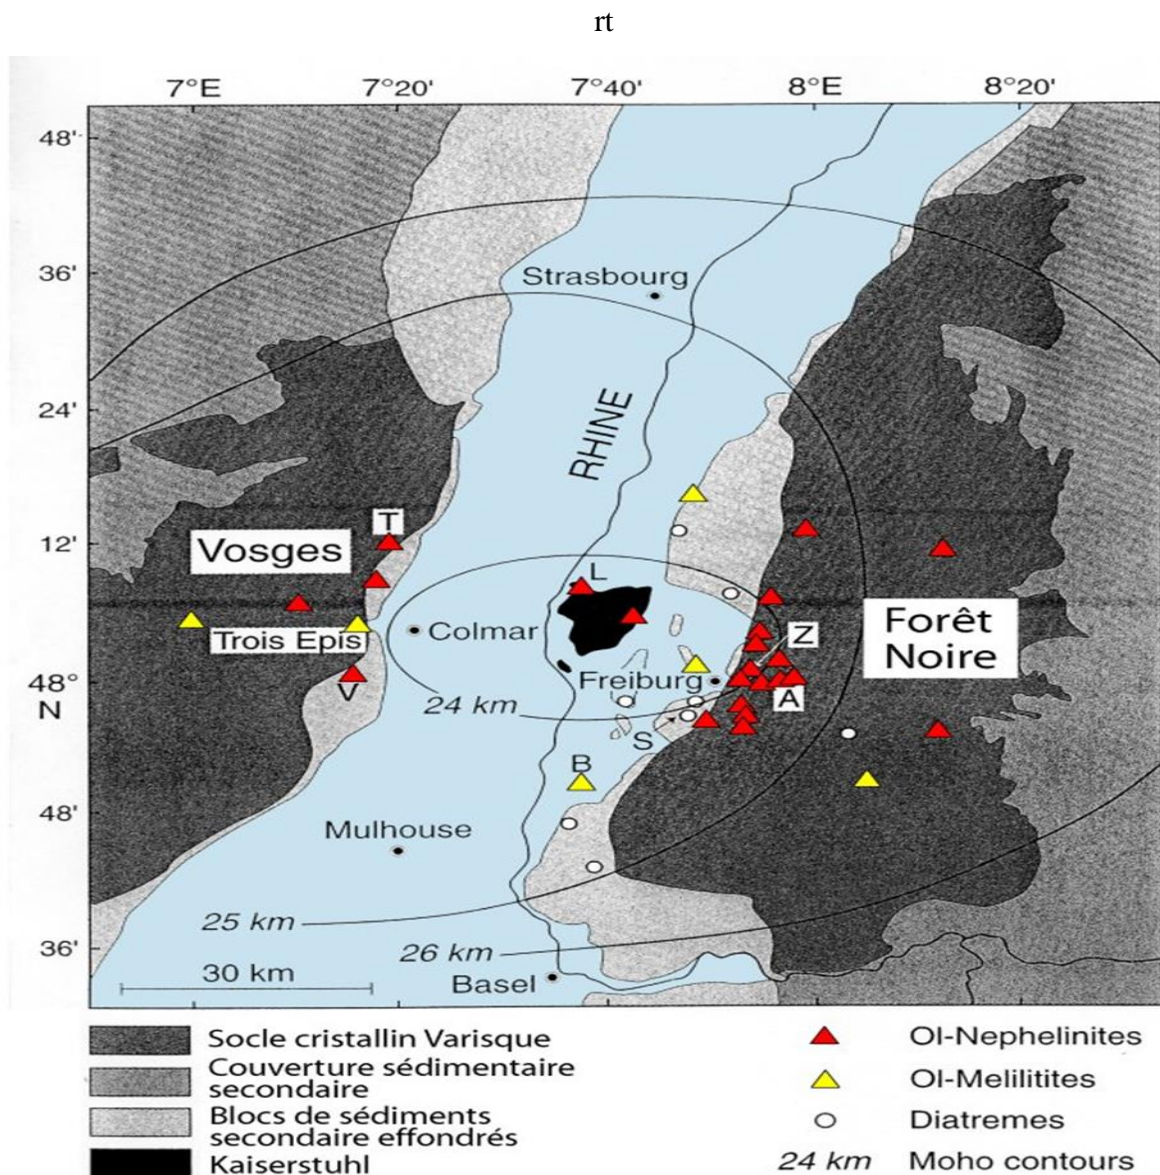 rt
7°E 7°20' 7°40' 8°E 8°20'
48'
36'
Strasbourg
24'
RHINE
12'
T
Vosges
L
Forêt
Noire
Z
Trois Epis
Colmar
48°
N
V
Freiburg
A
24 km
S
B
48'
Mulhouse
25 km
36'
26 km
30 km
Basel
Socle cristallin Varisque
Couverture sédimentaire
secondaire
Blocs de sédiments
secondaire effondrés
Kaiserstuhl
Ol-Nephelinites
Ol-Melilitites
Diatremes
24 km Moho contours